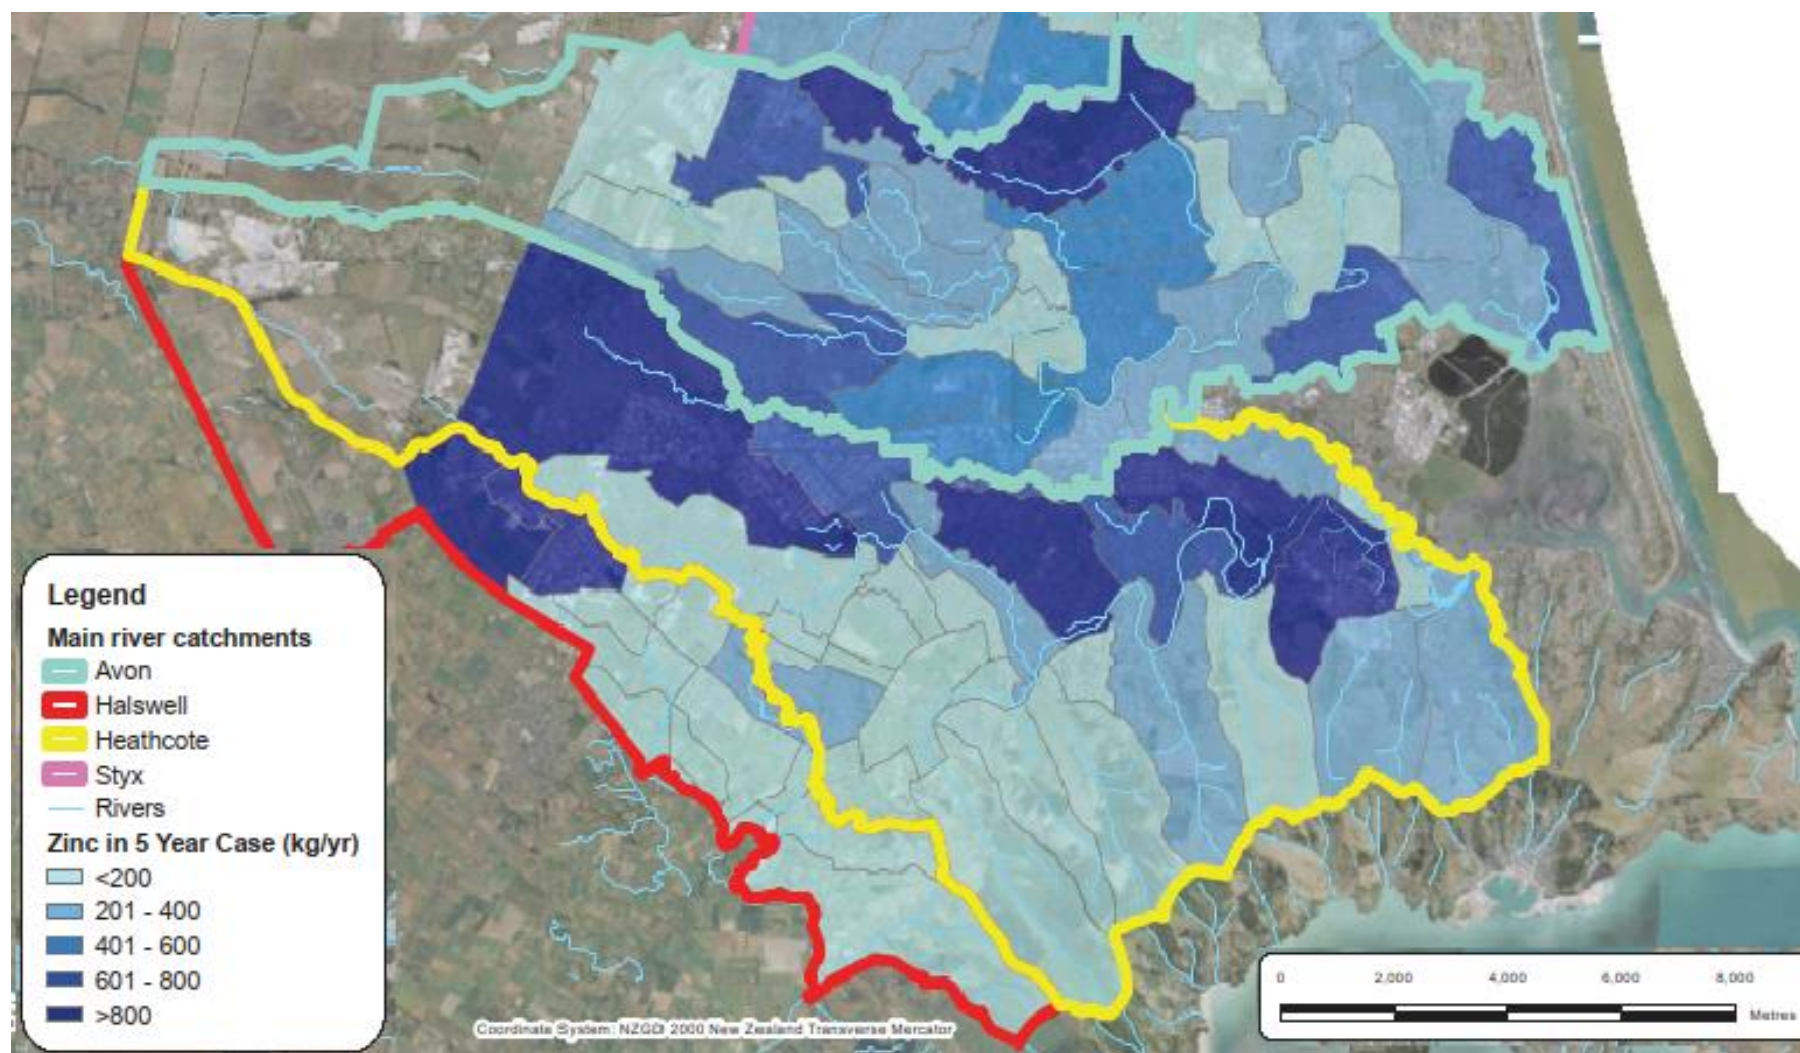 Legend
Main river catchments
Avon
Halswell
Heathcote
Styx
Rivers
Zinc in 5 Year Case (kg/yr)
<200
201 - 400
401 - 600
601 - 800
>800
Coordinate System: NZGDI 2000 New Zealand Transverse Mercator
0 2,000 4,000 6,000 8,000
Metres